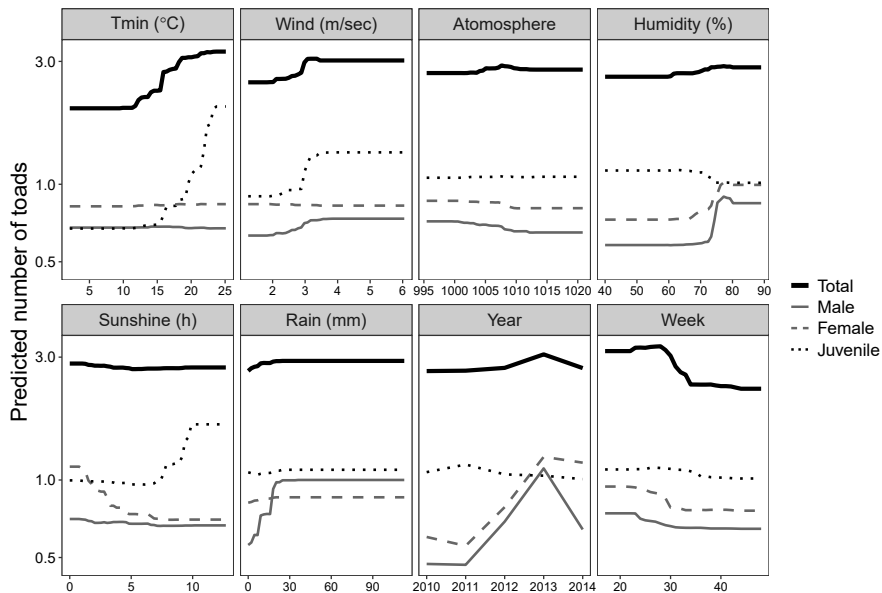 Tmin (°C) Wind (m/sec) Atomosphere Humidity (%)
3.0
1.0
0.5
5 10 15 20 25 2 3 4 5 6 995 1000 1005 1010 1015 1020 40 50 60 70 80 90
Predicted number of toads
Total
Male
Female
Juvenile
Sunshine (h) Rain (mm) Year Week
3.0
1.0
0.5
0 5 10 0 30 60 90 2010 2011 2012 2013 2014 20 30 40